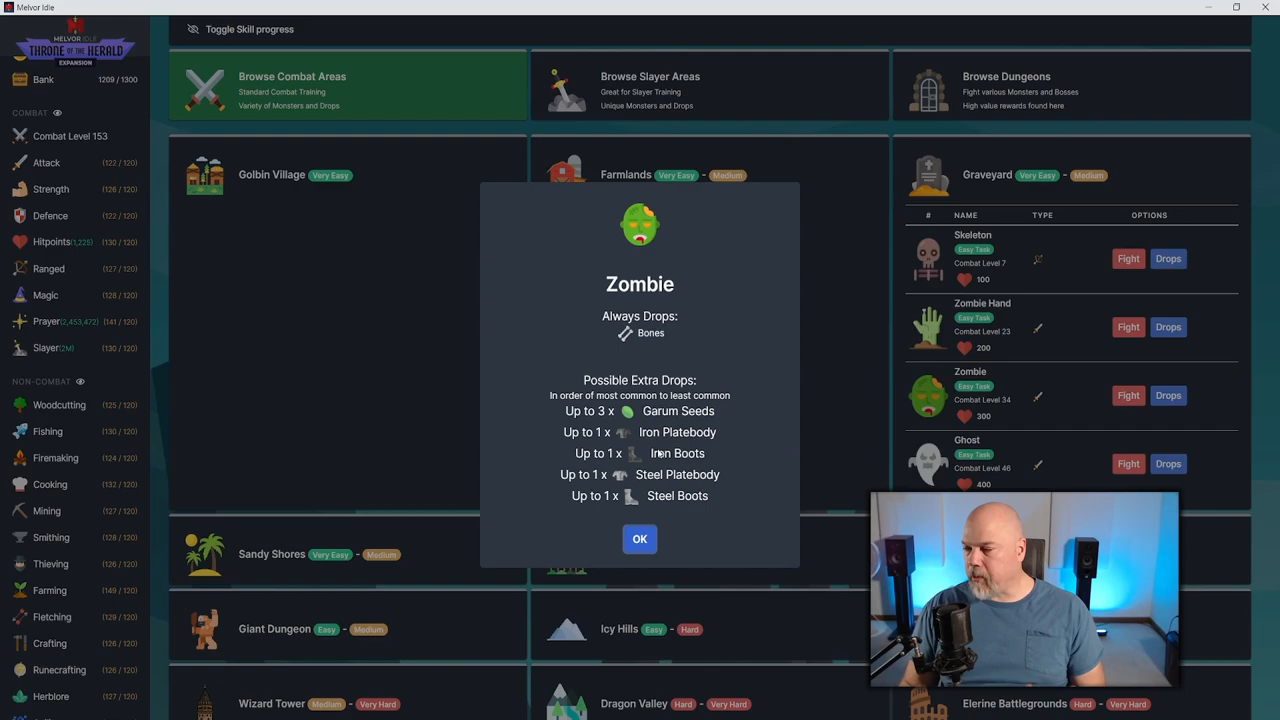 Melvor Idle
MELVOR IDLE
THRONE OF THE HERALD
EXPANSION
Bank 1209 / 1300
COMBAT
Combat Level 153
Attack (122 / 120)
Strength (126 / 120)
Defence (122 / 120)
Hitpoints(1,225) (130 / 120)
Ranged (127 / 120)
Magic (128 / 120)
Prayer(2,453,472) (141 / 120)
Slayer(2M) (130 / 120)
NON-COMBAT
Woodcutting (125 / 120)
Fishing (131 / 120)
Firemaking (124 / 120)
Cooking (132 / 120)
Mining (127 / 120)
Smithing (128 / 120)
Thieving (127 / 120)
Farming (149 / 120)
Fletching (129 / 120)
Crafting (126 / 120)
Runecrafting (126 / 120)
Herblore (127 / 120)
Toggle Skill progress
Browse Combat Areas
Standard Combat Training
Variety of Monsters and Drops
Browse Slayer Areas
Great for Slayer Training
Unique Monsters and Drops
Browse Dungeons
Fight various Monsters and Bosses
High value rewards found here
Golbin Village Very Easy
Farmlands Very Easy - Medium
Graveyard Very Easy - Medium
# NAME TYPE OPTIONS
Skeleton
Easy Task
Combat Level 7
100
Fight Drops
Zombie Hand
Easy Task
Combat Level 23
200
Fight Drops
Zombie
Easy Task
Combat Level 34
300
Fight Drops
Ghost
Easy Task
Combat Level 46
400
Fight Drops
Zombie
Always Drops:
Bones
Possible Extra Drops:
In order of most common to least common
Up to 3 x Garum Seeds
Up to 1 x Iron Platebody
Up to 1 x Iron Boots
Up to 1 x Steel Platebody
Up to 1 x Steel Boots
OK
Sandy Shores Very Easy - Medium
Giant Dungeon Easy - Medium
Icy Hills Easy - Hard
Wizard Tower Medium - Very Hard
Dragon Valley Hard - Very Hard
Elerine Battlegrounds Hard - Very Hard